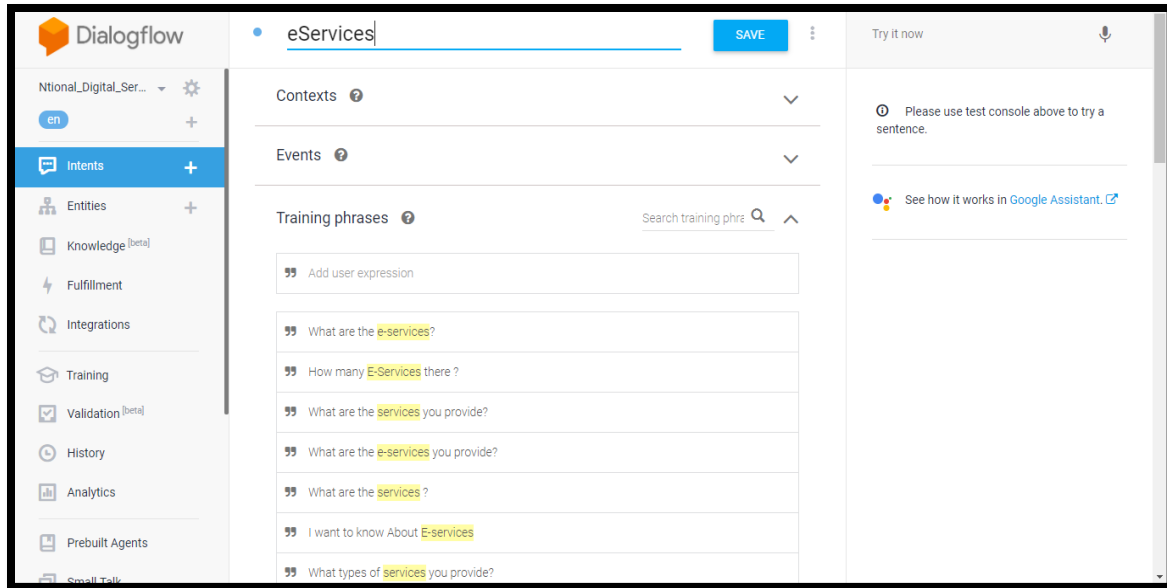 Dialogflow
Ntional_Digital_Ser...
en
Intents
Entities
Knowledge [beta]
Fulfillment
Integrations
Training
Validation [beta]
History
Analytics
Prebuilt Agents
Small Talk
eServices
SAVE
Contexts
Events
Training phrases
Search training phra
Add user expression
What are the e-services?
How many E-Services there ?
What are the services you provide?
What are the e-services you provide?
What are the services ?
I want to know About E-services
What types of services you provide?
Try it now
Please use test console above to try a
sentence.
See how it works in Google Assistant.